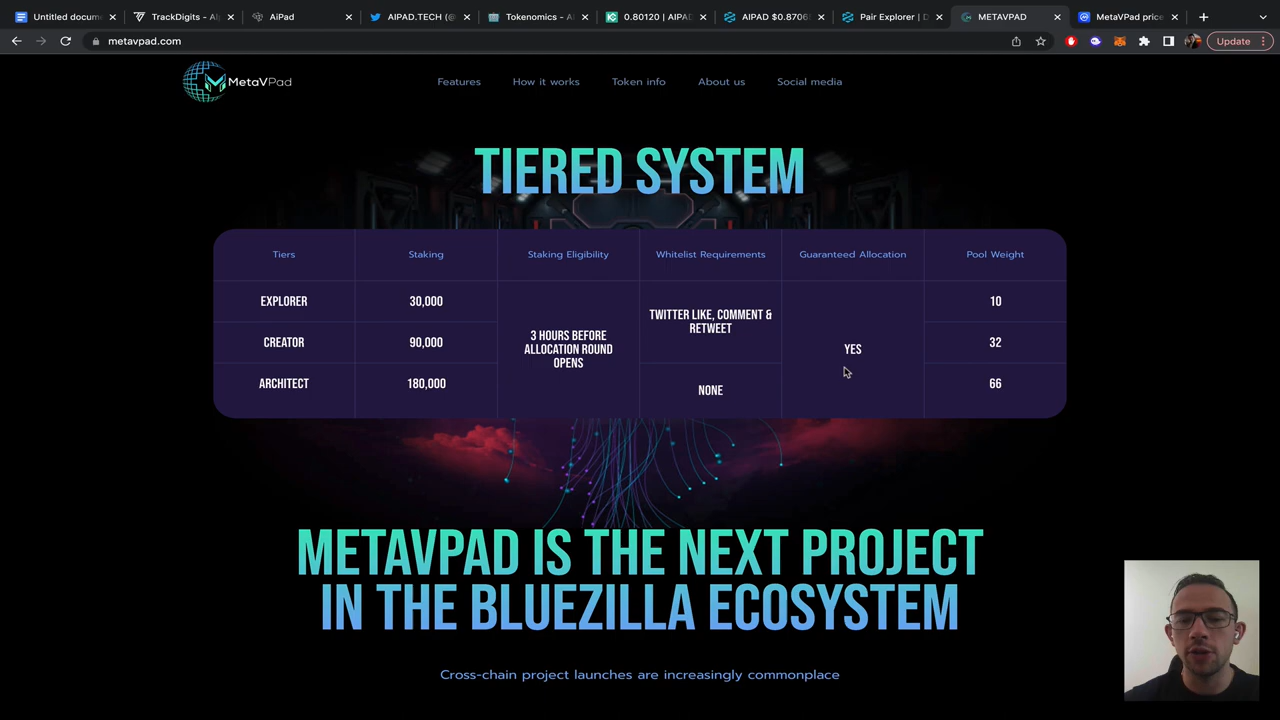 Untitled docum
TrackDigits - Al
AiPad
AIPAD.TECH (@
Tokenomics - A
0.80120 | AIPA
AIPAD $0.8706
Pair Explorer | D
METAVPAD
MetaVPad price
metavpad.com
Update
MetaVPad
Features
How it works
Token info
About us
Social media
TIERED SYSTEM
Tiers
Staking
Staking Eligibility
Whitelist Requirements
Guaranteed Allocation
Pool Weight
EXPLORER
30,000
3 HOURS BEFORE
ALLOCATION ROUND
OPENS
TWITTER LIKE, COMMENT &
RETWEET
YES
10
CREATOR
90,000
32
ARCHITECT
180,000
NONE
66
METAVPAD IS THE NEXT PROJECT
IN THE BLUEZILLA ECOSYSTEM
Cross-chain project launches are increasingly commonplace